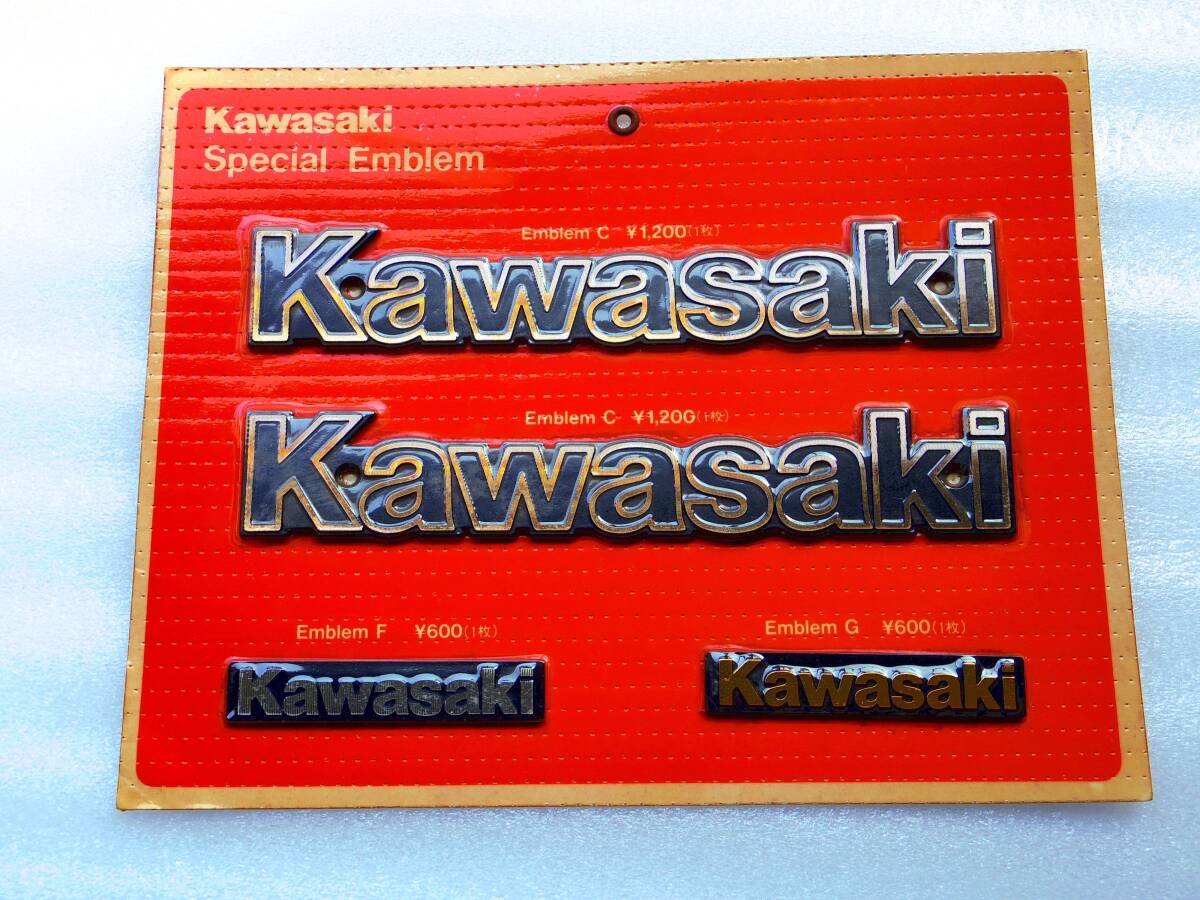 Kawasaki
Special Emblem
Emblem C ¥1,200(1枚)
Kawasaki
Emblem C ¥1,200(1枚)
Kawasaki
Emblem F ¥600(1枚)
Emblem G ¥600(1枚)
Kawasaki
Kawasaki